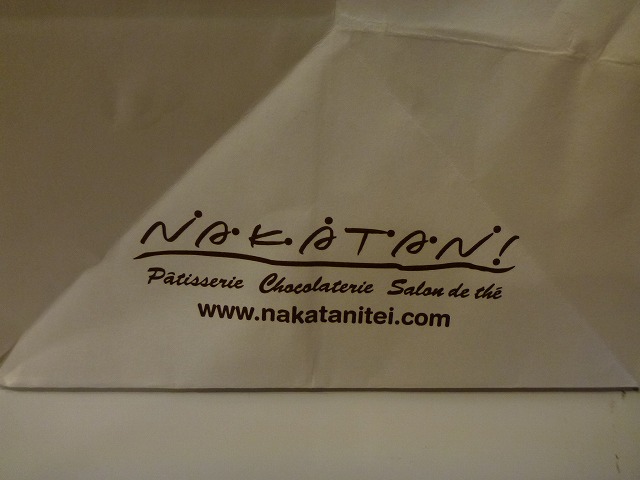 NAKATANI
Pâtisserie Chocolaterie Salon de thé
www.nakatanitei.com